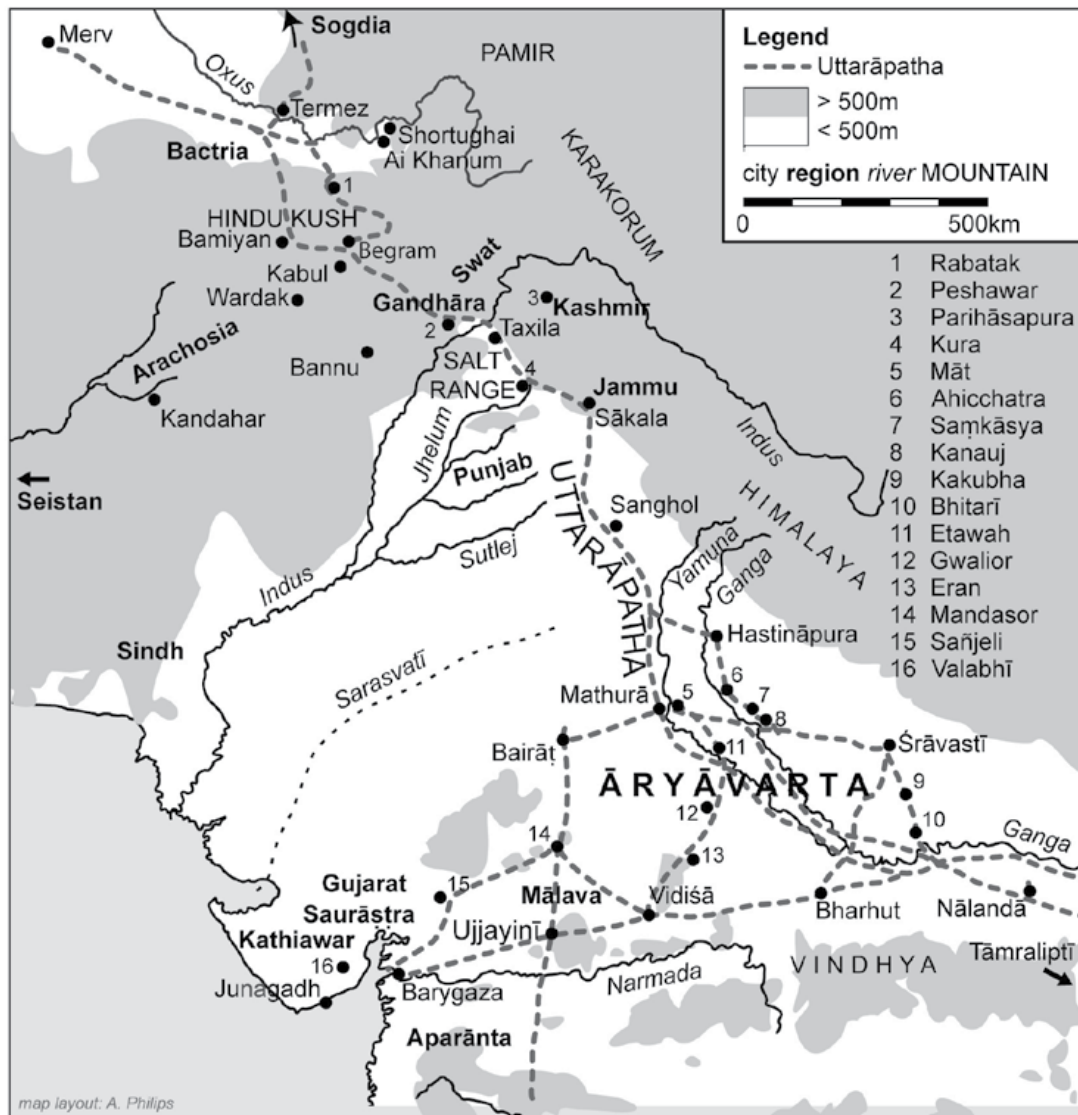 Merv
Sogdia
Oxus
PAMIR
Termez
Shortughai
Ai Khanum
Bactria
1
KARAKORUM
HINDU KUSH
Bamiyan
Begram
Kabul
Swat
Wardak
Gandhāra
3
Kashmir
2
Taxila
Arachosia
Bannu
SALT
RANGE
4
Jammu
Sākala
Kandahar
Jhelum
Indus
Punjab
Seistan
UTTARĀPATHA
Sanghol
HIMALAYA
Sutlej
Yamuna
Ganga
Indus
Hastināpura
Sindh
Sarasvatī
6
Mathurā
5
7
8
Bairāṭ
11
Śrāvastī
ĀRYĀVARTA
9
12
10
14
Ganga
13
15
Gujarat
Mālava
Vidiśā
Saurāstra
Bharhut
Nālandā
Kathiawar
Ujjayinī
16
VINDHYA
Tāmraliptī
Junagadh
Barygaza
Narmada
Aparānta
map layout: A. Philips
Legend
Uttarāpatha
> 500m
< 500m
city region river MOUNTAIN
0 500km
1 Rabatak
2 Peshawar
3 Parihāsapura
4 Kura
5 Māt
6 Ahicchatra
7 Saṃkāsya
8 Kanauj
9 Kakubha
10 Bhitarī
11 Etawah
12 Gwalior
13 Eran
14 Mandasor
15 Sañjeli
16 Valabhī